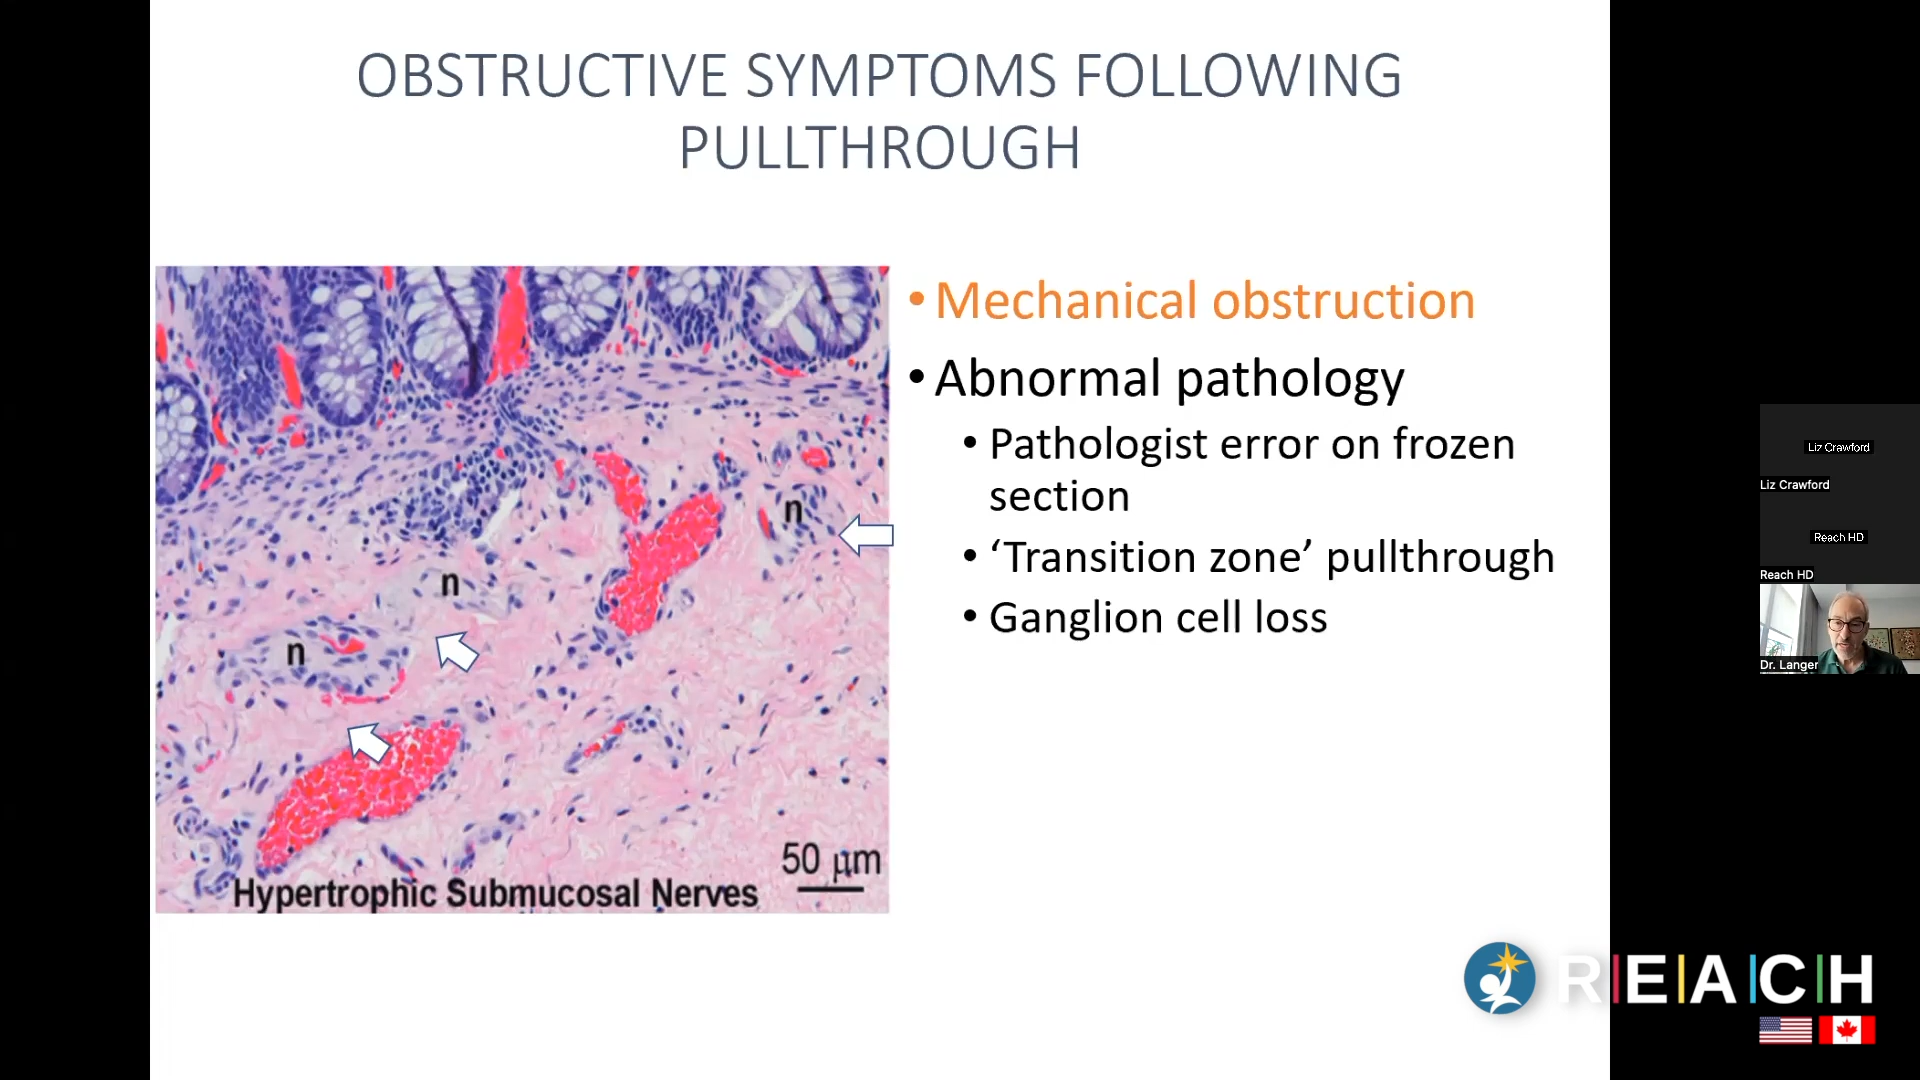 OBSTRUCTIVE SYMPTOMS FOLLOWING
PULLTHROUGH
• Mechanical obstruction
• Abnormal pathology
• Pathologist error on frozen
section
• ‘Transition zone’ pullthrough
• Ganglion cell loss
n
n
n
50 µm
Hypertrophic Submucosal Nerves
Liz Crawford
Liz Crawford
Reach HD
Reach HD
Dr. Langer
R|E|A|C|H